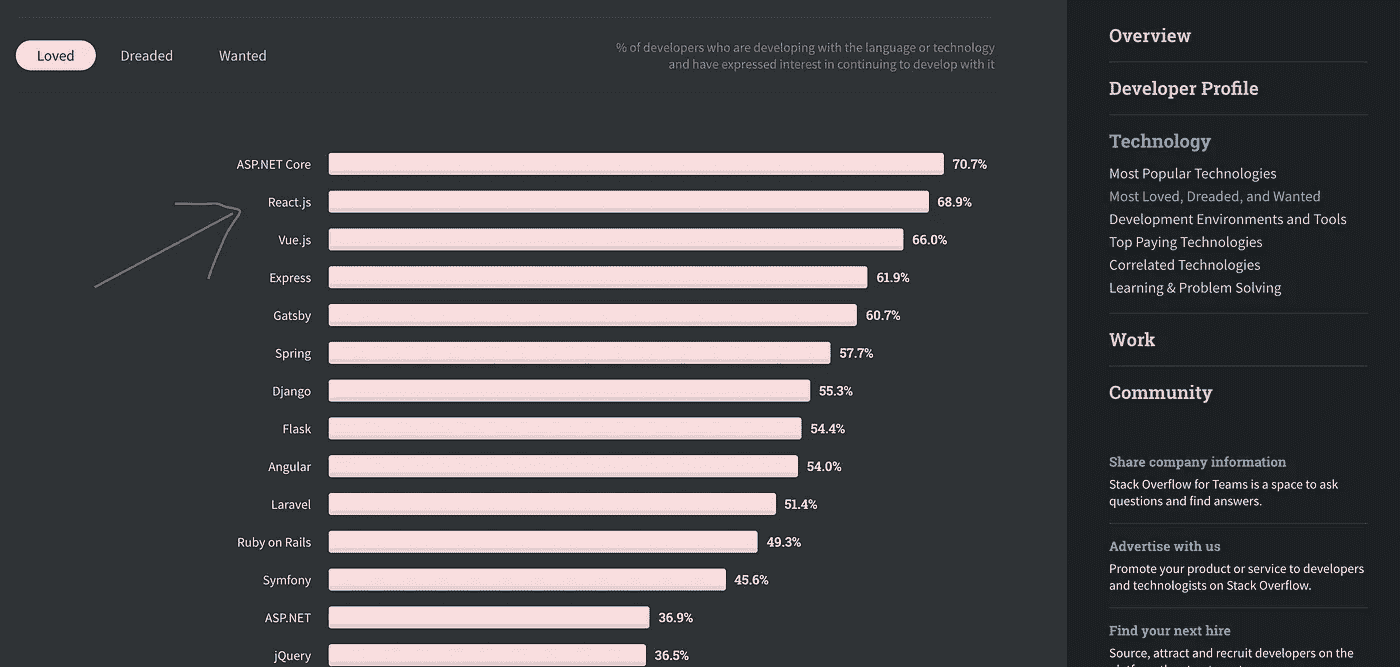 Loved Dreaded Wanted
% of developers who are developing with the language or technology
and have expressed interest in continuing to develop with it
ASP.NET Core 70.7%
React.js 68.9%
Vue.js 66.0%
Express 61.9%
Gatsby 60.7%
Spring 57.7%
Django 55.3%
Flask 54.4%
Angular 54.0%
Laravel 51.4%
Ruby on Rails 49.3%
Symfony 45.6%
ASP.NET 36.9%
jQuery 36.5%
Overview
Developer Profile
Technology
Most Popular Technologies
Most Loved, Dreaded, and Wanted
Development Environments and Tools
Top Paying Technologies
Correlated Technologies
Learning & Problem Solving
Work
Community
Share company information
Stack Overflow for Teams is a space to ask
questions and find answers.
Advertise with us
Promote your product or service to developers
and technologists on Stack Overflow.
Find your next hire
Source, attract and recruit developers on the